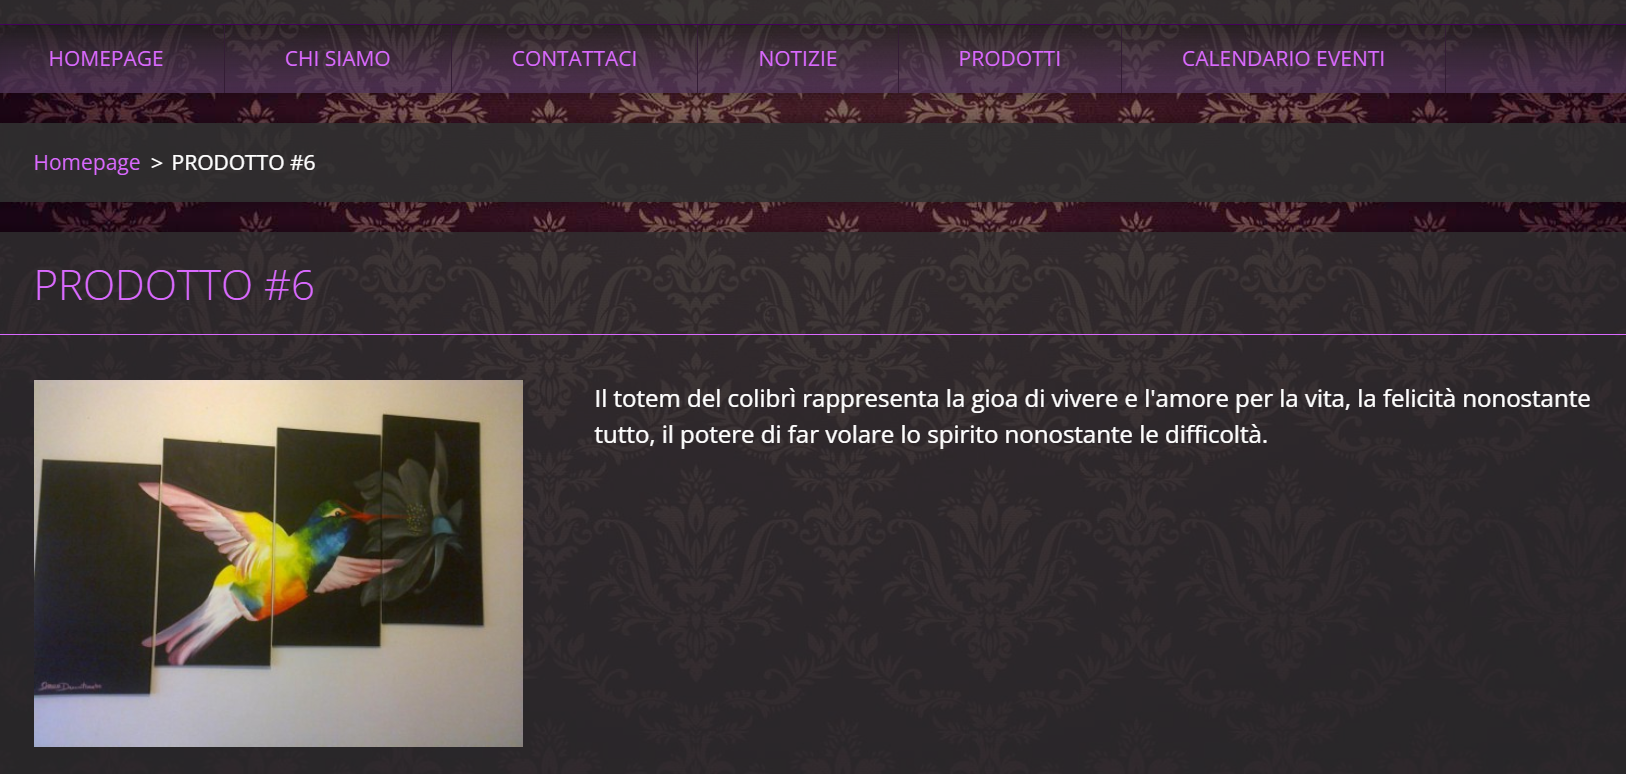 HOMEPAGE CHI SIAMO CONTATTACI NOTIZIE PRODOTTI CALENDARIO EVENTI
Homepage > PRODOTTO #6
PRODOTTO #6
Il totem del colibrì rappresenta la gioa di vivere e l'amore per la vita, la felicità nonostante
tutto, il potere di far volare lo spirito nonostante le difficoltà.